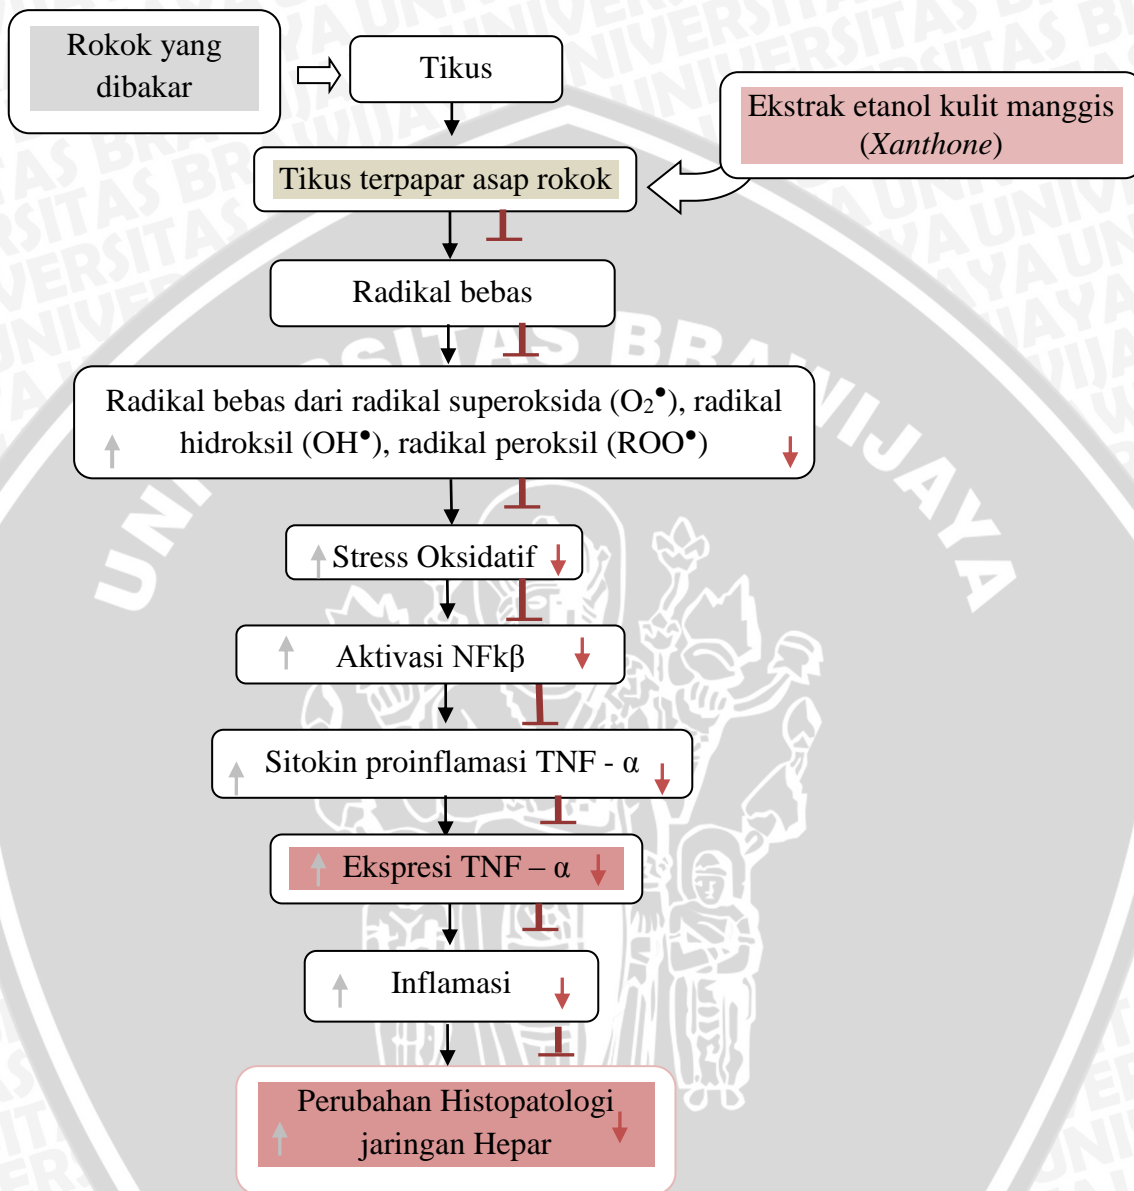 Rokok yang
dibakar
Tikus
Ekstrak etanol kulit manggis
(Xanthone)
Tikus terpapar asap rokok
Radikal bebas
Radikal bebas dari radikal superoksida (O₂•), radikal
hidroksil (OH•), radikal peroksil (ROO•)
Stress Oksidatif
Aktivasi NFkβ
Sitokin proinflamasi TNF - α
Ekspresi TNF – α
Inflamasi
Perubahan Histopatologi
jaringan Hepar
UNIVERSITAS BRAWIJAYA